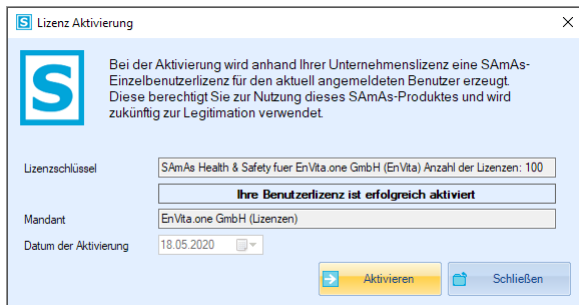 Lizenz Aktivierung
S
Bei der Aktivierung wird anhand Ihrer Unternehmenslizenz eine SAmAs-
Einzelbenutzerlizenz für den aktuell angemeldeten Benutzer erzeugt.
Diese berechtigt Sie zur Nutzung dieses SAmAs-Produktes und wird
zukünftig zur Legitimation verwendet.
Lizenzschlüssel SAmAs Health & Safety fuer EnVita.one GmbH (EnVita) Anzahl der Lizenzen: 100
Ihre Benutzerlizenz ist erfolgreich aktiviert
Mandant EnVita.one GmbH (Lizenzen)
Datum der Aktivierung 18.05.2020
Aktivieren Schließen